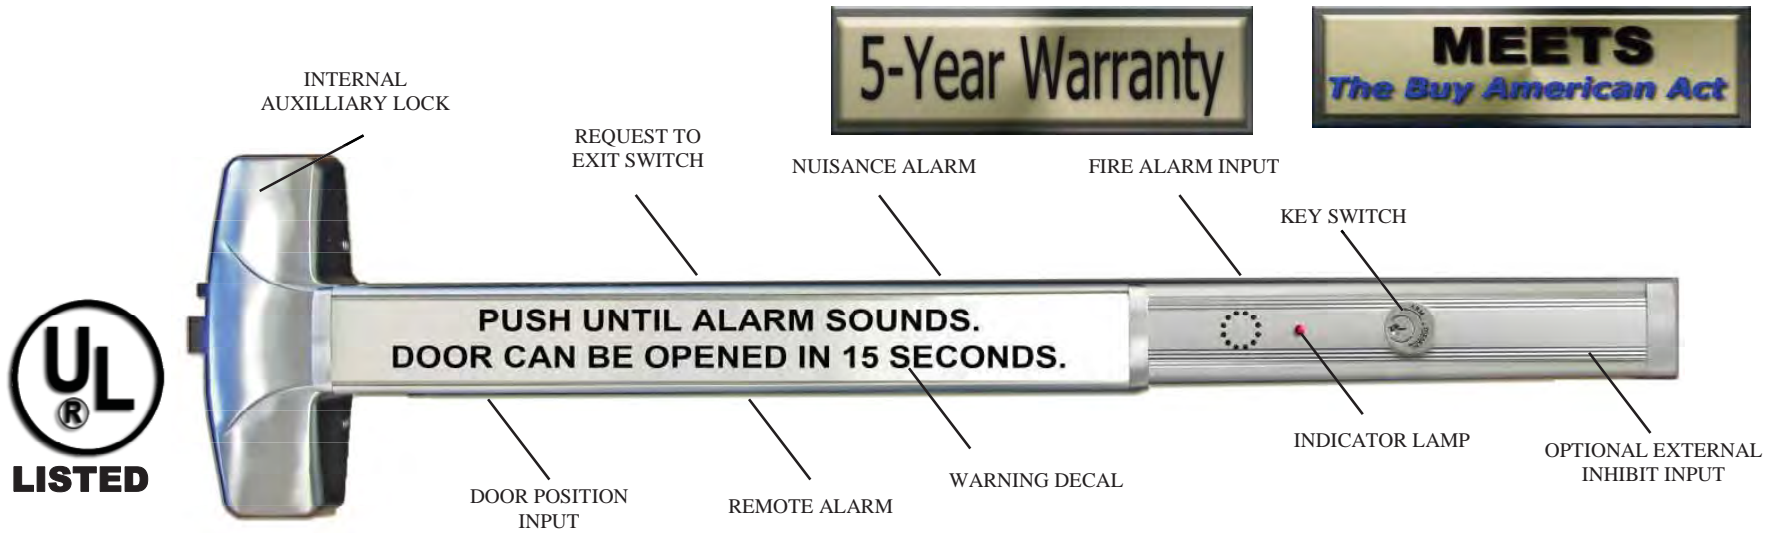 5-Year Warranty
MEETS
The Buy American Act
INTERNAL
AUXILLIARY LOCK
REQUEST TO
EXIT SWITCH
NUISANCE ALARM
FIRE ALARM INPUT
KEY SWITCH
PUSH UNTIL ALARM SOUNDS.
DOOR CAN BE OPENED IN 15 SECONDS.
UL
®
LISTED
INDICATOR LAMP
OPTIONAL EXTERNAL
INHIBIT INPUT
WARNING DECAL
DOOR POSITION
INPUT
REMOTE ALARM